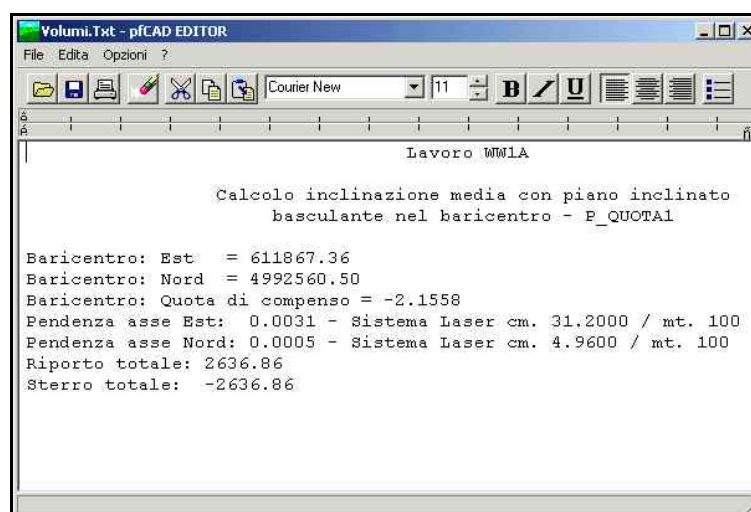 Volumi.Txt - pfCAD EDITOR
File Edita Opzioni ?
Courier New 11 B I U
Lavoro WW1A
Calcolo inclinazione media con piano inclinato
basculante nel baricentro - P_QUOTA1
Baricentro: Est = 611867.36
Baricentro: Nord = 4992560.50
Baricentro: Quota di compenso = -2.1558
Pendenza asse Est: 0.0031 - Sistema Laser cm. 31.2000 / mt. 100
Pendenza asse Nord: 0.0005 - Sistema Laser cm. 4.9600 / mt. 100
Riporto totale: 2636.86
Sterro totale: -2636.86